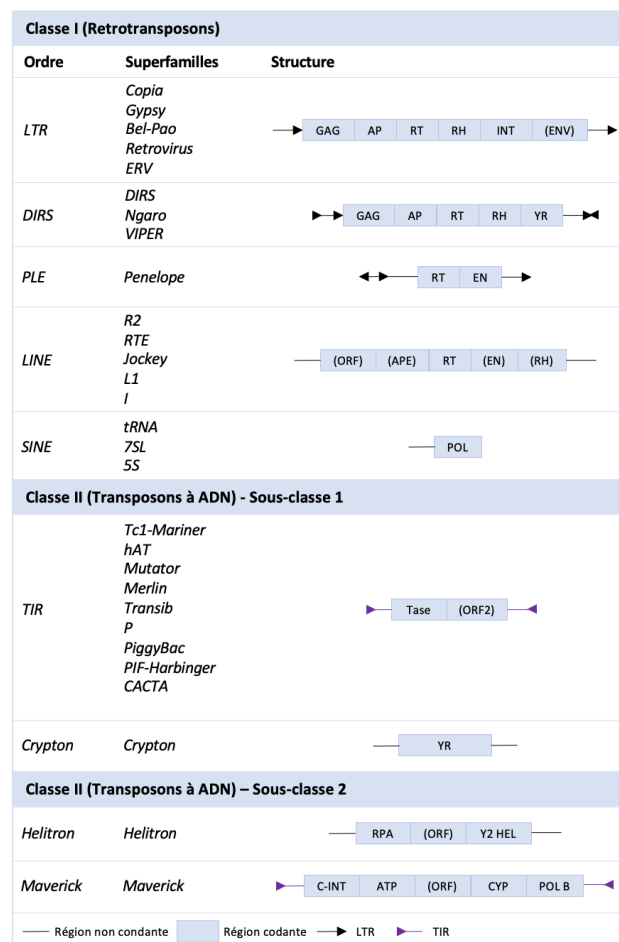 Classe I (Retrotransposons)
Ordre Superfamilles Structure
Copia
Gypsy
LTR Bel-Pao GAG AP RT RH INT (ENV)
Retrovirus
ERV
DIRS
DIRS Ngaro GAG AP RT RH YR
VIPER
PLE Penelope RT EN
R2
RTE
LINE Jockey (ORF) (APE) RT (EN) (RH)
L1
I
tRNA
SINE 7SL POL
5S
Classe II (Transposons à ADN) - Sous-classe 1
Tc1-Mariner
hAT
Mutator
Merlin
TIR Transib Tase (ORF2)
P
PiggyBac
PIF-Harbinger
CACTA
Crypton Crypton YR
Classe II (Transposons à ADN) – Sous-classe 2
Helitron Helitron RPA (ORF) Y2 HEL
Maverick Maverick C-INT ATP (ORF) CYP POL B
Région non condante Région codante LTR TIR